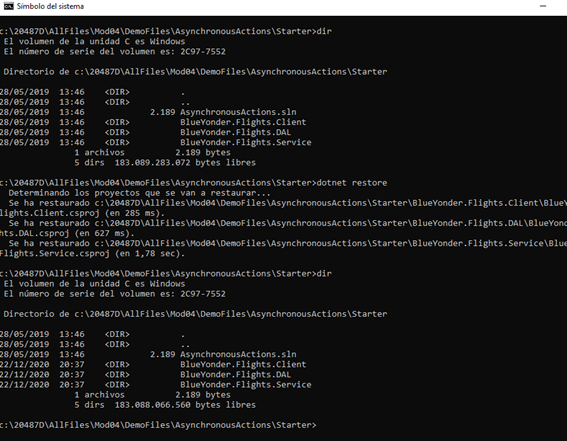 Símbolo del sistema
c:\20487D\AllFiles\Mod04\DemoFiles\AsynchronousActions\Starter>dir
El volumen de la unidad C es Windows
El número de serie del volumen es: 2C97-7552
Directorio de c:\20487D\AllFiles\Mod04\DemoFiles\AsynchronousActions\Starter
28/05/2019 13:46 <DIR> .
28/05/2019 13:46 <DIR> ..
28/05/2019 13:46 2.189 AsynchronousActions.sln
28/05/2019 13:46 <DIR> BlueYonder.Flights.Client
28/05/2019 13:46 <DIR> BlueYonder.Flights.DAL
28/05/2019 13:46 <DIR> BlueYonder.Flights.Service
1 archivos 2.189 bytes
5 dirs 183.089.283.072 bytes libres
c:\20487D\AllFiles\Mod04\DemoFiles\AsynchronousActions\Starter>dotnet restore
Determinando los proyectos que se van a restaurar...
Se ha restaurado c:\20487D\AllFiles\Mod04\DemoFiles\AsynchronousActions\Starter\BlueYonder.Flights.Client\BlueY
lights.Client.csproj (en 285 ms).
Se ha restaurado c:\20487D\AllFiles\Mod04\DemoFiles\AsynchronousActions\Starter\BlueYonder.Flights.DAL\BlueYond
hts.DAL.csproj (en 627 ms).
Se ha restaurado c:\20487D\AllFiles\Mod04\DemoFiles\AsynchronousActions\Starter\BlueYonder.Flights.Service\Blue
Flights.Service.csproj (en 1,78 sec).
c:\20487D\AllFiles\Mod04\DemoFiles\AsynchronousActions\Starter>dir
El volumen de la unidad C es Windows
El número de serie del volumen es: 2C97-7552
Directorio de c:\20487D\AllFiles\Mod04\DemoFiles\AsynchronousActions\Starter
28/05/2019 13:46 <DIR> .
28/05/2019 13:46 <DIR> ..
28/05/2019 13:46 2.189 AsynchronousActions.sln
22/12/2020 20:37 <DIR> BlueYonder.Flights.Client
22/12/2020 20:37 <DIR> BlueYonder.Flights.DAL
22/12/2020 20:37 <DIR> BlueYonder.Flights.Service
1 archivos 2.189 bytes
5 dirs 183.088.066.560 bytes libres
c:\20487D\AllFiles\Mod04\DemoFiles\AsynchronousActions\Starter>